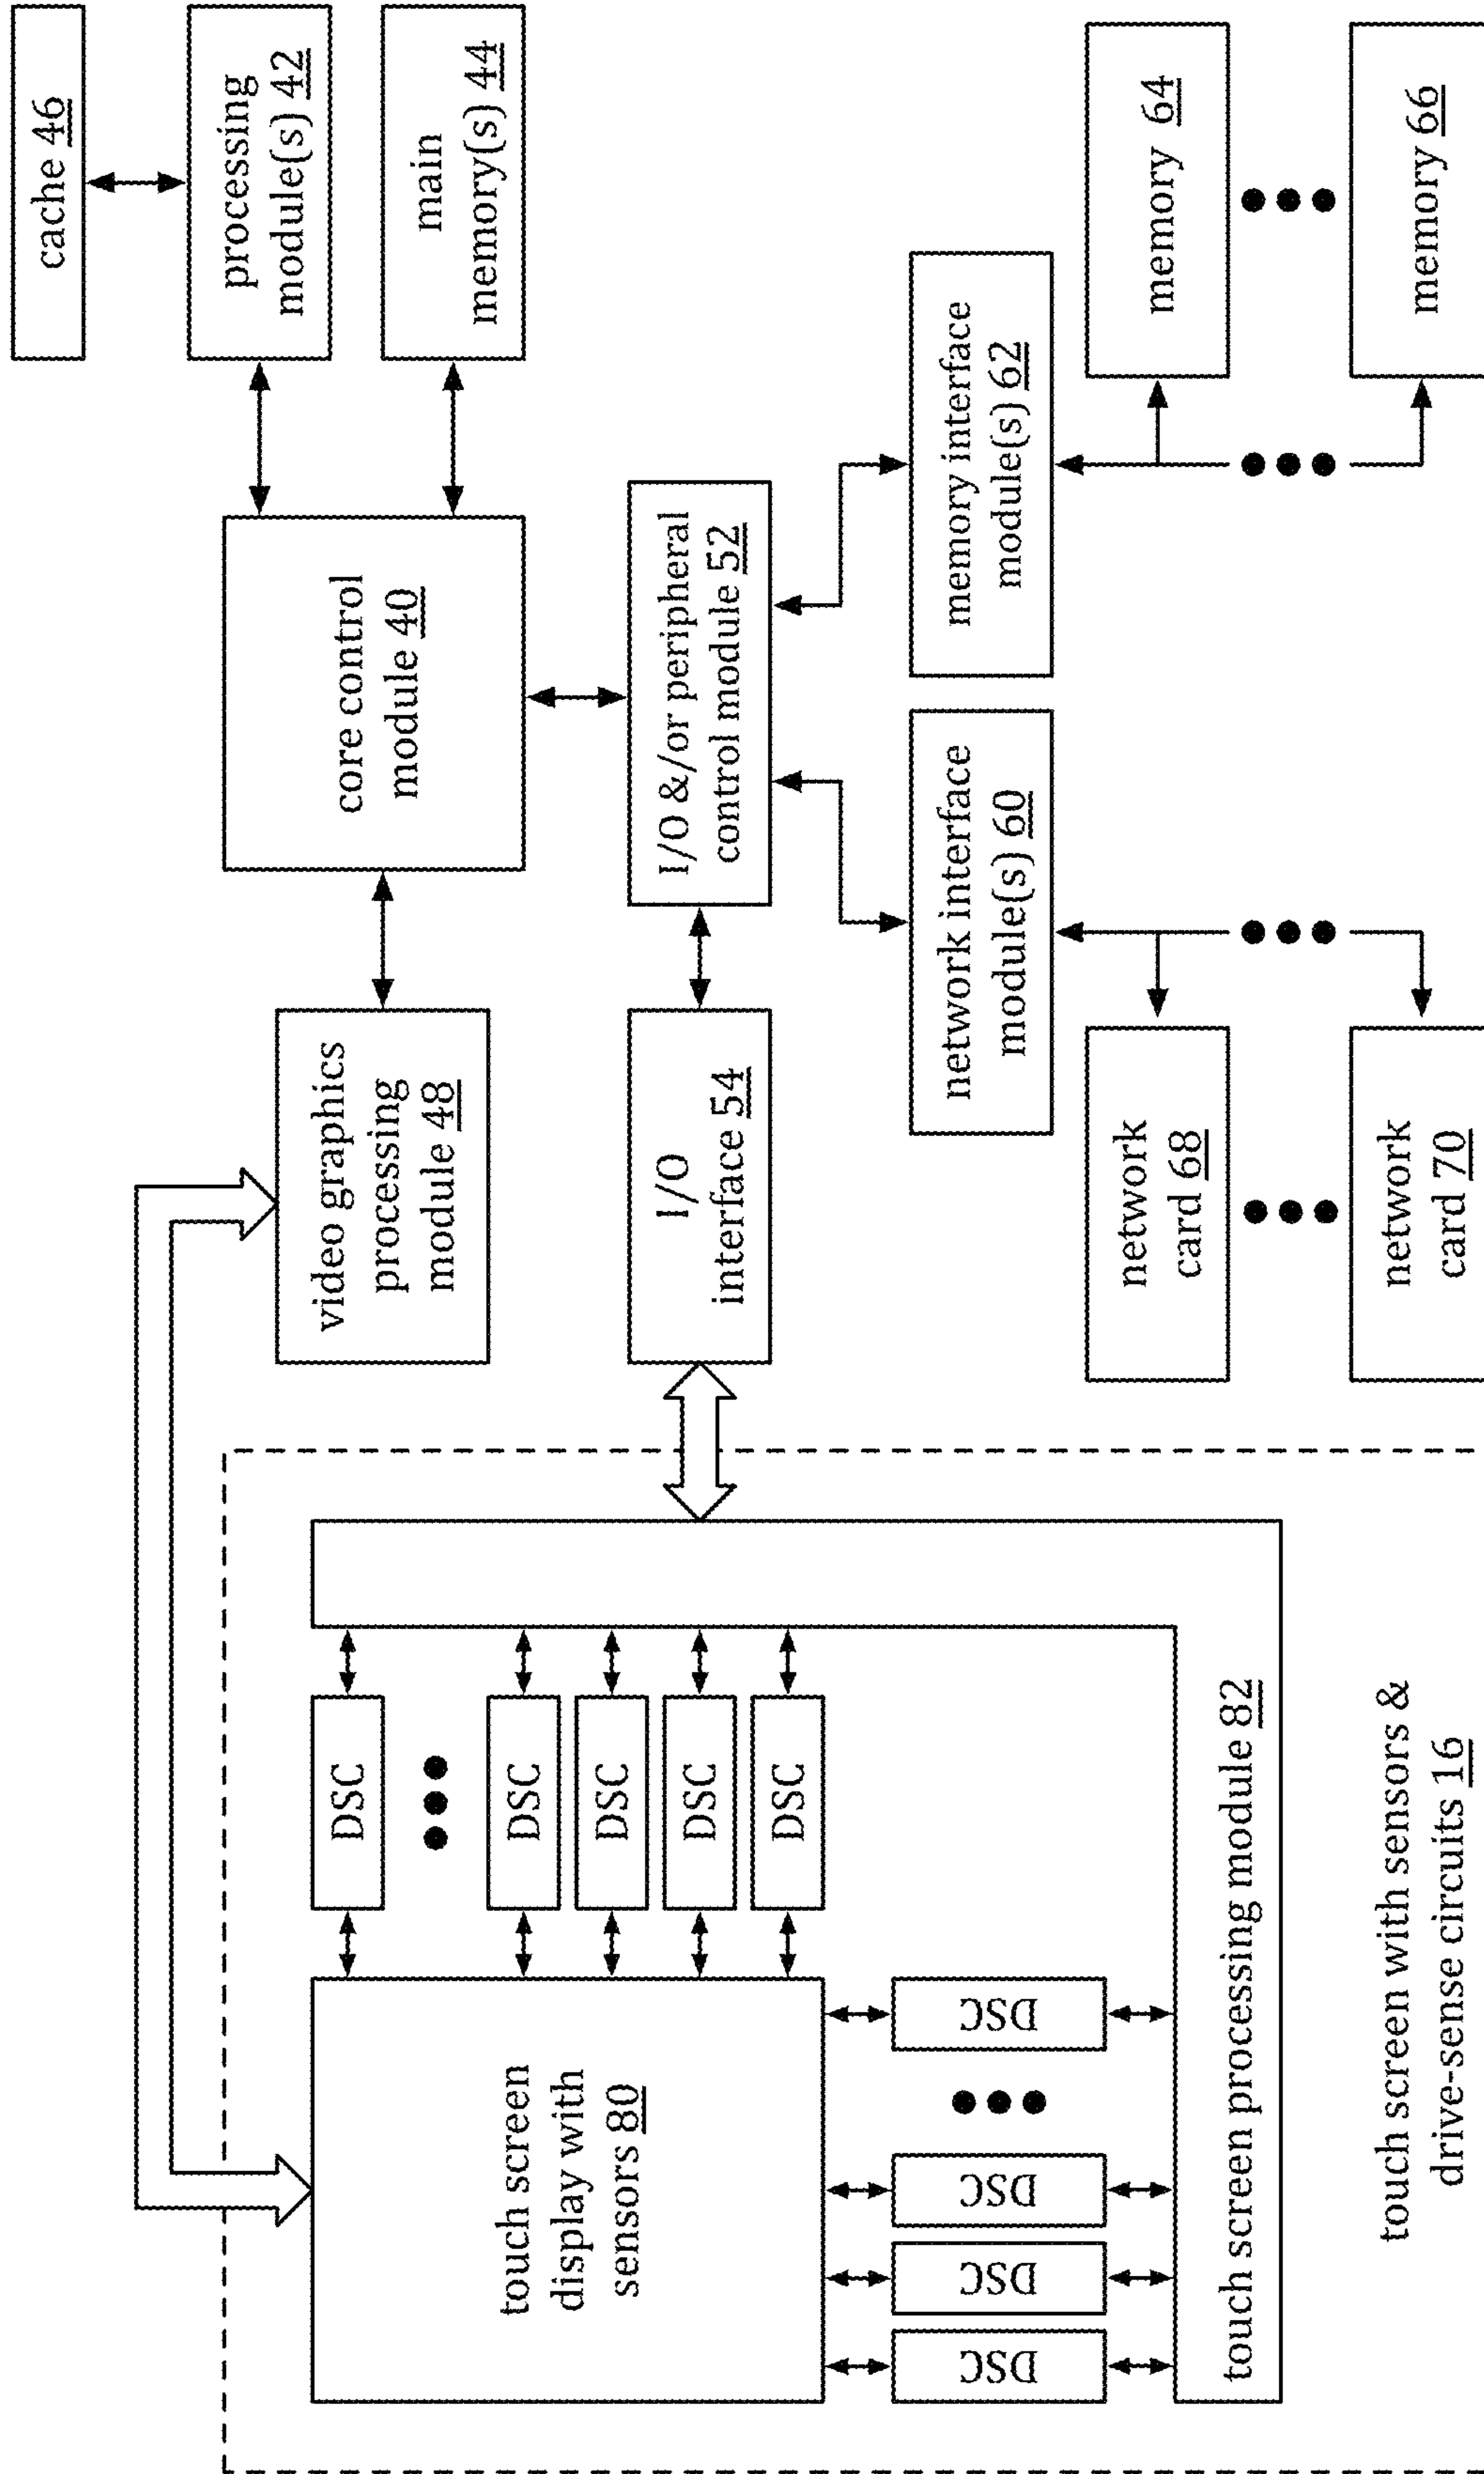 cache 46
processing
module(s) 42
main
memory(s) 44
core control
module 40
video graphics
processing
module 48
touch screen
display with
sensors 80
DSC
DSC
DSC
DSC
DSC
I/O
interface 54
I/O &/or peripheral
control module 52
DSC
DSC
DSC
DSC
touch screen processing module 82
network interface
module(s) 60
memory interface
module(s) 62
network
card 68
memory 64
network
card 70
memory 66
touch screen with sensors &
drive-sense circuits 16